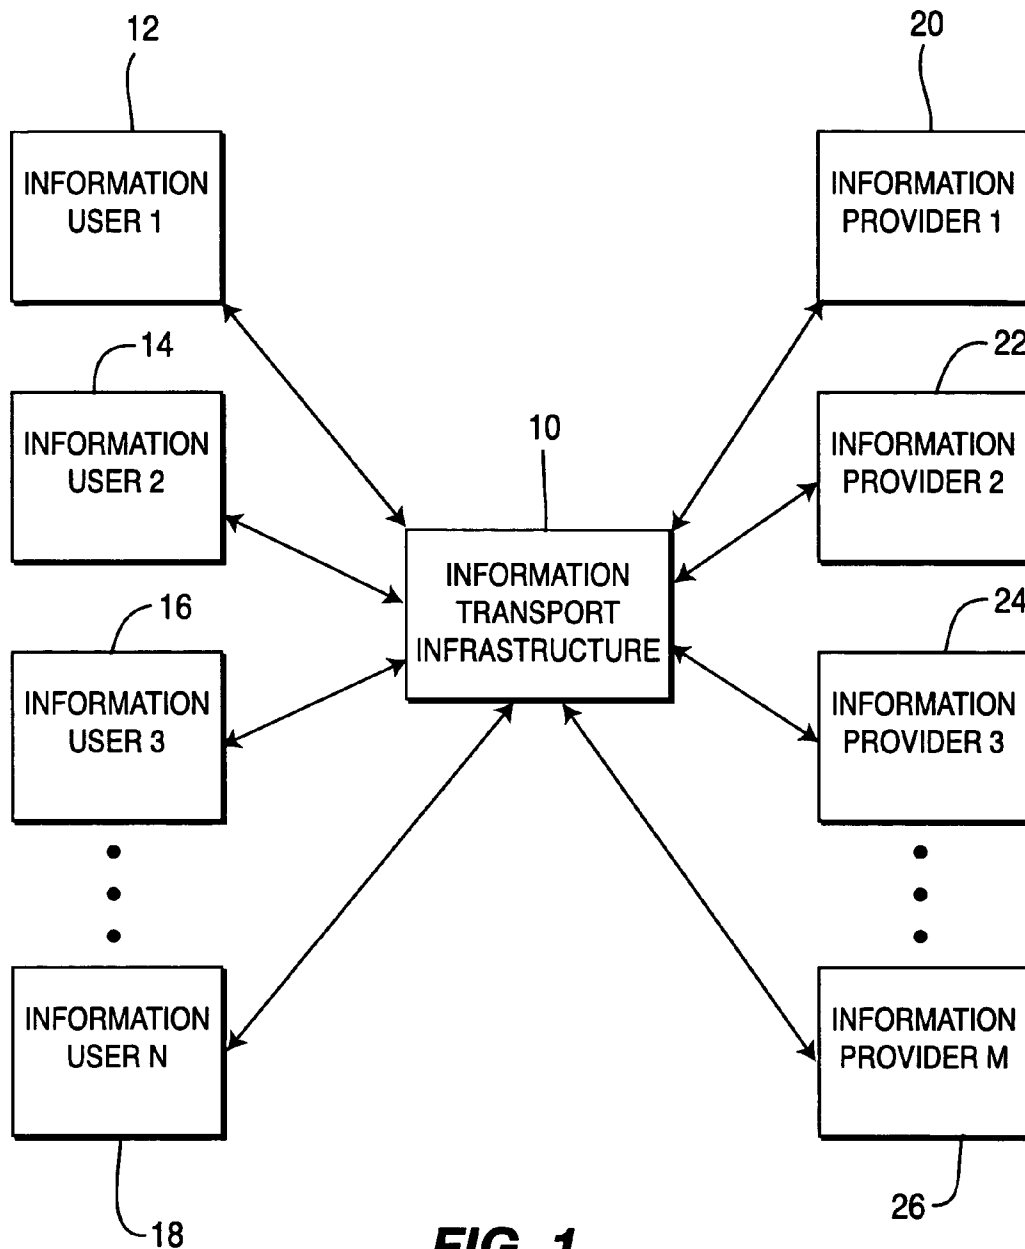 12
20
INFORMATION
USER 1
INFORMATION
PROVIDER 1
14
22
INFORMATION
USER 2
10
INFORMATION
PROVIDER 2
INFORMATION
TRANSPORT
INFRASTRUCTURE
16
24
INFORMATION
USER 3
INFORMATION
PROVIDER 3
INFORMATION
USER N
INFORMATION
PROVIDER M
18
26
FIG. 1